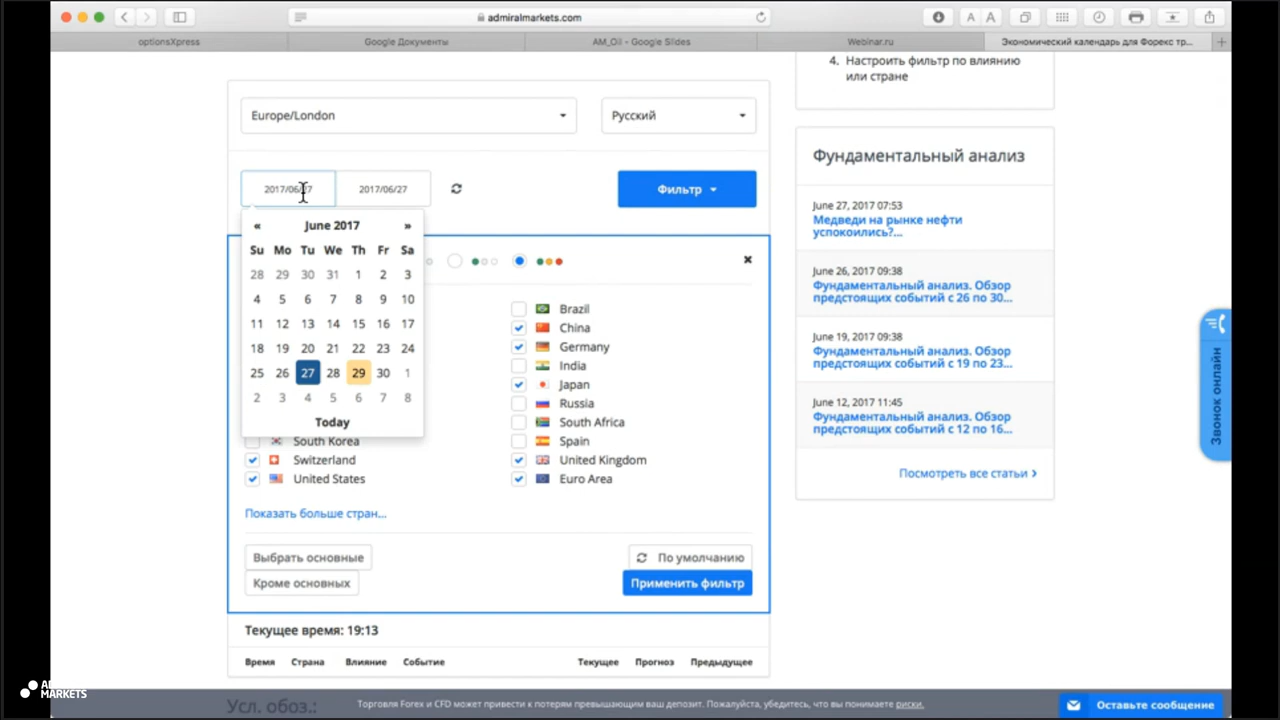 admiralmarkets.com
A A
optionsXpress
Google Документы
AM_Oil - Google Slides
Webinar.ru
Экономический календарь для Форекс тр...
4. Настроить фильтр по влиянию
или стране
Europe/London
Русский
2017/06/27
2017/06/27
Фильтр
« June 2017 »
Su Mo Tu We Th Fr Sa
28 29 30 31 1 2 3
4 5 6 7 8 9 10
11 12 13 14 15 16 17
18 19 20 21 22 23 24
25 26 27 28 29 30 1
2 3 4 5 6 7 8
Today
South Korea
Switzerland
United States
Brazil
China
Germany
India
Japan
Russia
South Africa
Spain
United Kingdom
Euro Area
Показать больше стран...
Выбрать основные
По умолчанию
Кроме основных
Применить фильтр
Текущее время: 19:13
Время Страна Влияние Событие Текущее Прогноз Предыдущее
Фундаментальный анализ
June 27, 2017 07:53
Медведи на рынке нефти
успокоились?...
June 26, 2017 09:38
Фундаментальный анализ. Обзор
предстоящих событий с 26 по 30...
June 19, 2017 09:38
Фундаментальный анализ. Обзор
предстоящих событий с 19 по 23...
June 12, 2017 11:45
Фундаментальный анализ. Обзор
предстоящих событий с 12 по 16...
Посмотреть все статьи
Звонок онлайн
MARKETS
Усл. обоз.:
Торговля Forex и CFD может привести к потерям превышающим ваш депозит. Пожалуйста, убедитесь, что вы понимаете риски.
Оставьте сообщение